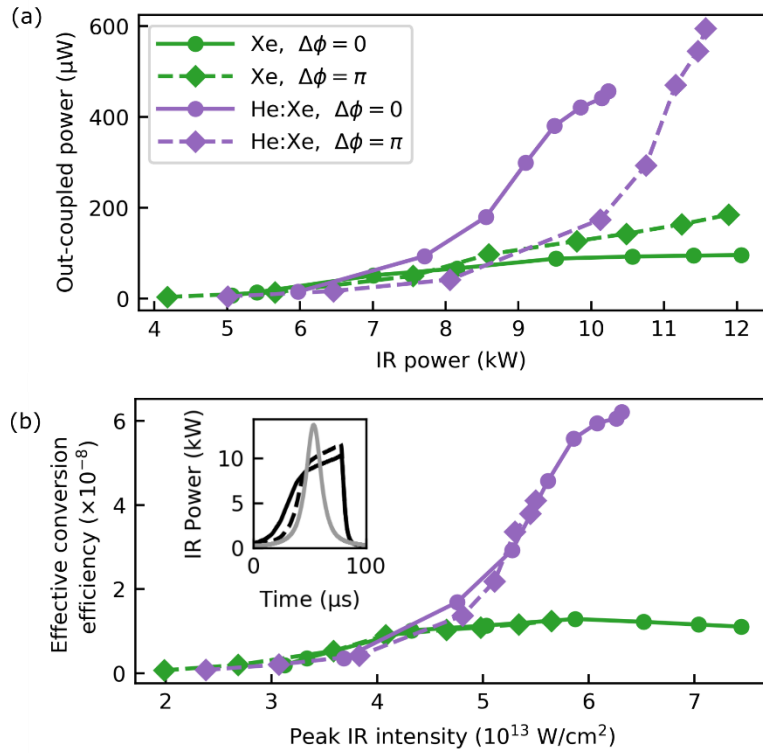 (a)
600
400
200
0
Out-coupled power (μW)
Xe, Δϕ = 0
Xe, Δϕ = π
He:Xe, Δϕ = 0
He:Xe, Δϕ = π
4 5 6 7 8 9 10 11 12
IR power (kW)
(b)
6
4
2
0
Effective conversion
efficiency (×10⁻⁸)
IR Power (kW)
10
5
0
0 100
Time (μs)
2 3 4 5 6 7
Peak IR intensity (10¹³ W/cm²)